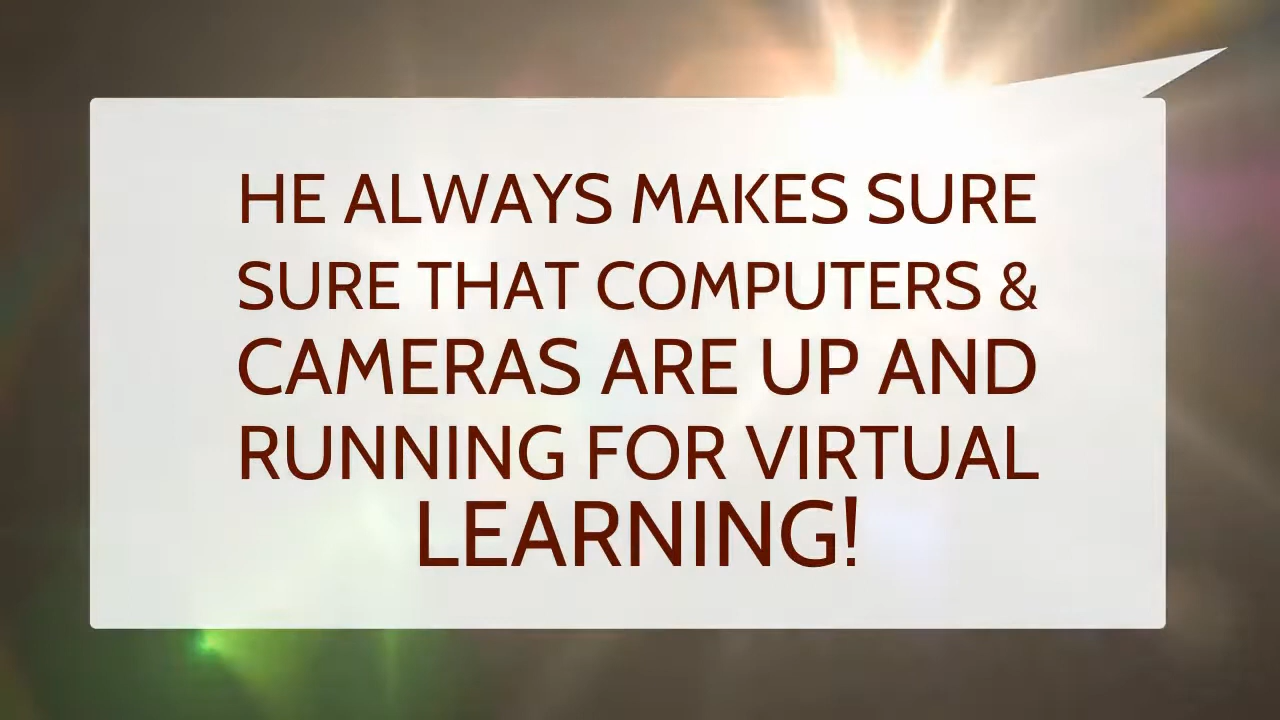 HE ALWAYS MAKES SURE
SURE THAT COMPUTERS &
CAMERAS ARE UP AND
RUNNING FOR VIRTUAL
LEARNING!